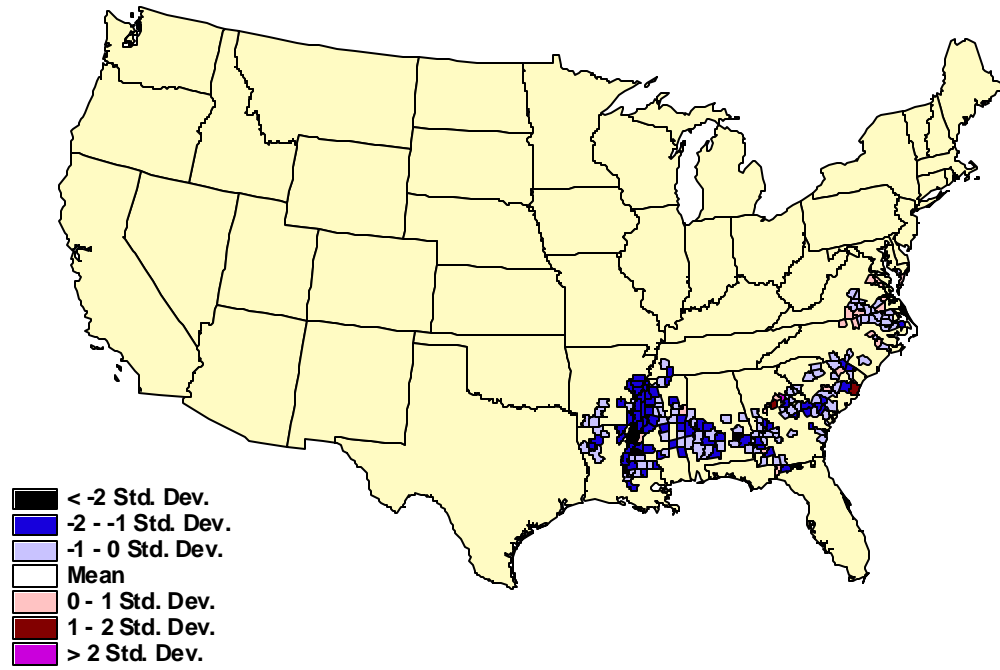 < -2 Std. Dev.
-2 - -1 Std. Dev.
-1 - 0 Std. Dev.
Mean
0 - 1 Std. Dev.
1 - 2 Std. Dev.
> 2 Std. Dev.